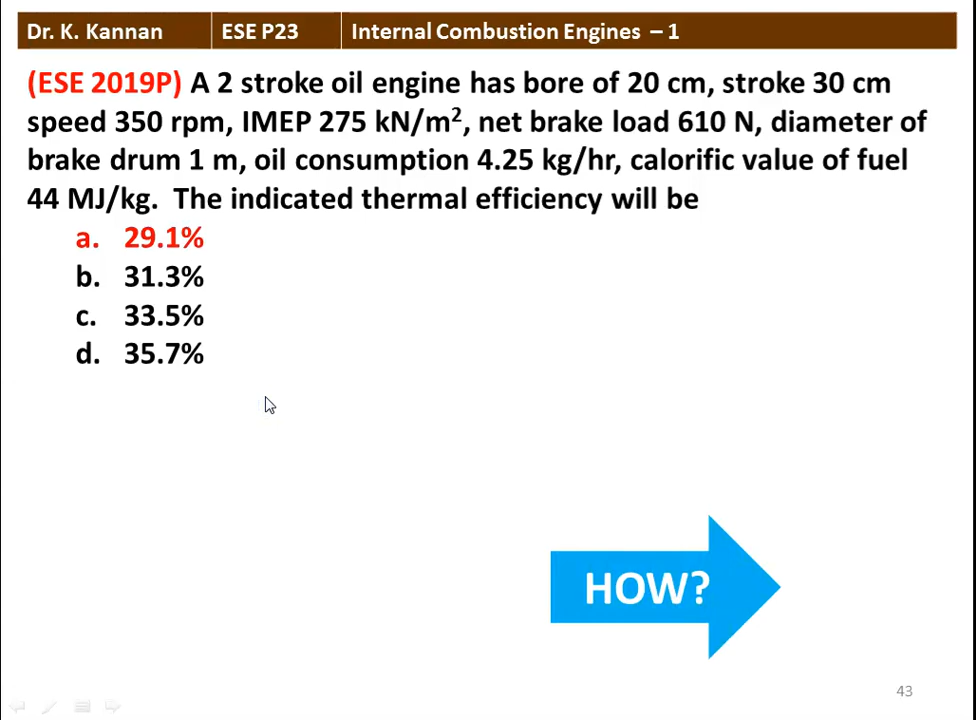 Dr. K. Kannan ESE P23 Internal Combustion Engines – 1
(ESE 2019P) A 2 stroke oil engine has bore of 20 cm, stroke 30 cm
speed 350 rpm, IMEP 275 kN/m², net brake load 610 N, diameter of
brake drum 1 m, oil consumption 4.25 kg/hr, calorific value of fuel
44 MJ/kg. The indicated thermal efficiency will be
a. 29.1%
b. 31.3%
c. 33.5%
d. 35.7%
HOW?
43